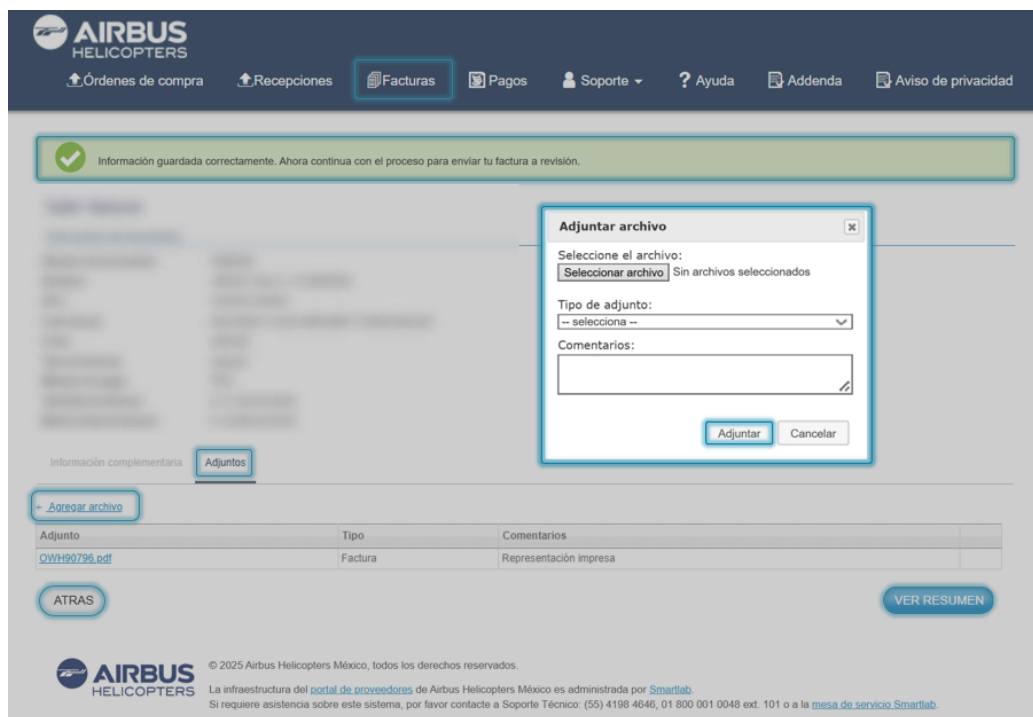 AIRBUS
HELICOPTERS
Órdenes de compra Recepciones Facturas Pagos Soporte ? Ayuda Addenda Aviso de privacidad
Información guardada correctamente. Ahora continua con el proceso para enviar tu factura a revisión.
Adjuntar archivo
Seleccione el archivo:
Seleccionar archivo Sin archivos seleccionados
Tipo de adjunto:
-- selecciona --
Comentarios:
Adjuntar Cancelar
Información complementaria Adjuntos
+ Agregar archivo
Adjunto Tipo Comentarios
OWH90796.pdf Factura Representación impresa
ATRAS VER RESUMEN
AIRBUS
HELICOPTERS
© 2025 Airbus Helicopters México, todos los derechos reservados.
La infraestructura del portal de proveedores de Airbus Helicopters México es administrada por Smartlab.
Si requiere asistencia sobre este sistema, por favor contacte a Soporte Técnico: (55) 4198 4646, 01 800 001 0048 ext. 101 o a la mesa de servicio Smartlab.